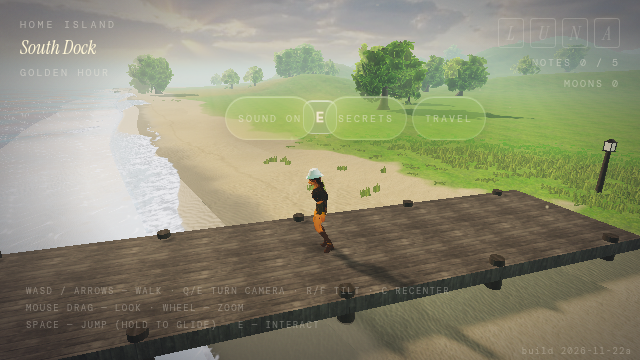 HOME ISLAND
South Dock
GOLDEN HOUR
LUNA
NOTES 0 / 5
MOONS 0
SOUND ON
E
SECRETS
TRAVEL
WASD / ARROWS — WALK · Q/E TURN CAMERA · R/F TILT · C RECENTER
MOUSE DRAG — LOOK · WHEEL — ZOOM
SPACE — JUMP (HOLD TO GLIDE) · E — INTERACT
build 2026-11-22a